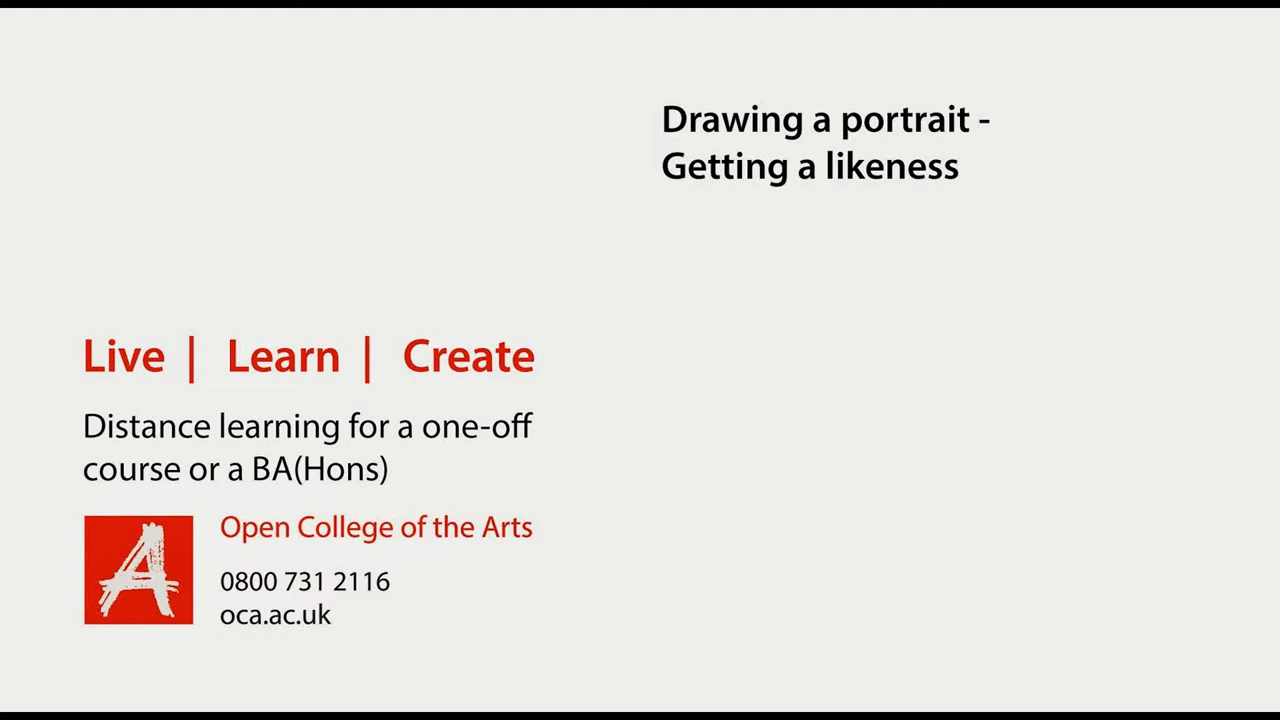 Drawing a portrait -
Getting a likeness
Live | Learn | Create
Distance learning for a one-off
course or a BA(Hons)
A
Open College of the Arts
0800 731 2116
oca.ac.uk